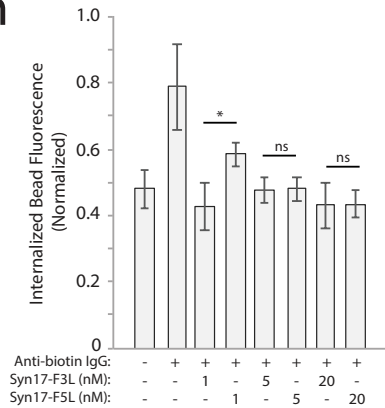 1.0
0.8
0.6
0.4
0.2
0
Internalized Bead Fluorescence
(Normalized)
*
ns
ns
Anti-biotin IgG: - + + + + + + +
Syn17-F3L (nM): - - 1 - 5 - 20 -
Syn17-F5L (nM): - - - 1 - 5 - 20